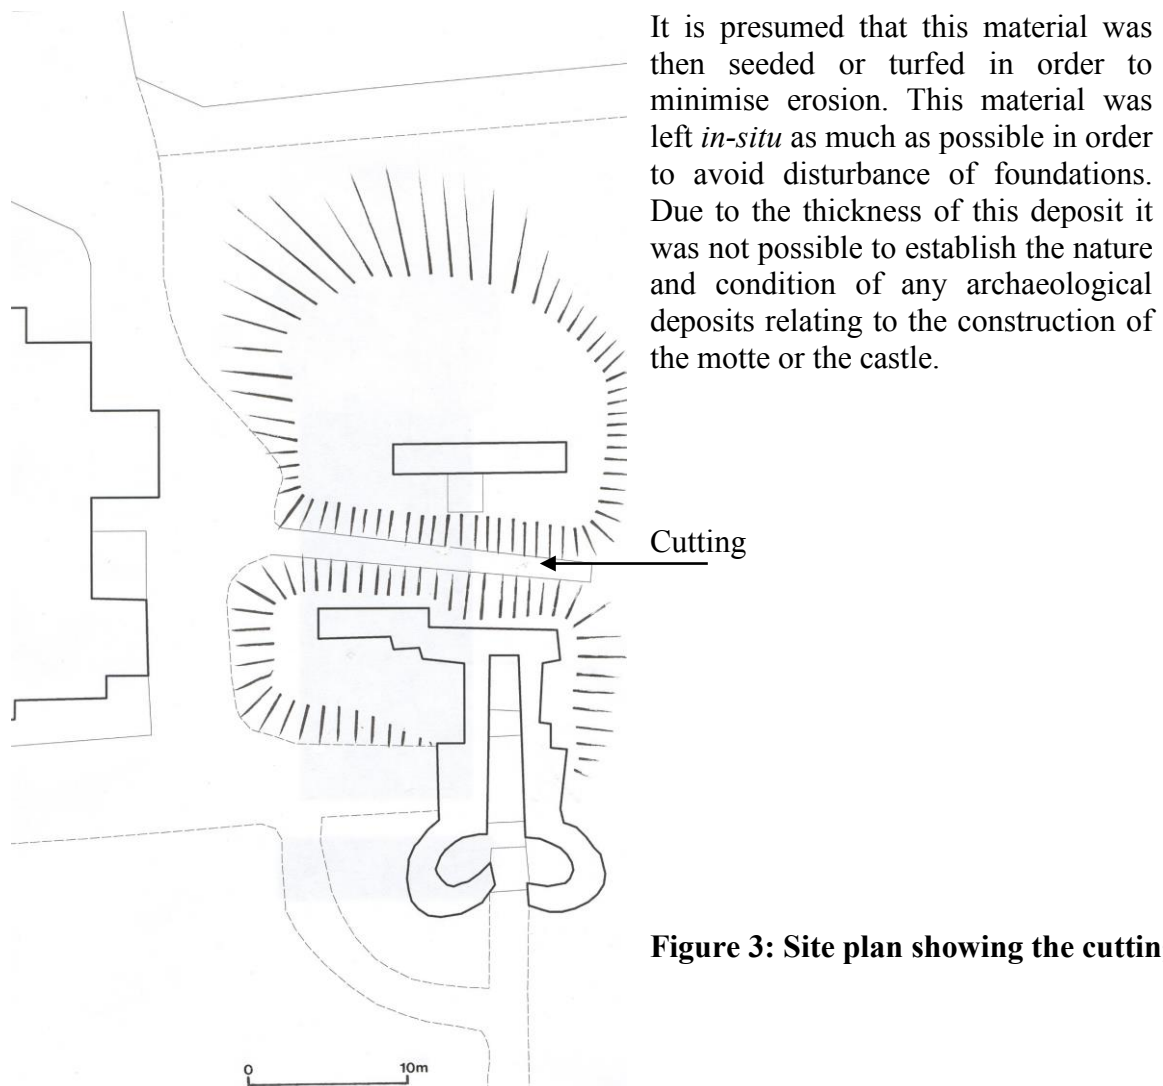 It is presumed that this material was
then seeded or turfed in order to
minimise erosion. This material was
left in-situ as much as possible in order
to avoid disturbance of foundations.
Due to the thickness of this deposit it
was not possible to establish the nature
and condition of any archaeological
deposits relating to the construction of
the motte or the castle.
Cutting
Figure 3: Site plan showing the cuttin
0 10m